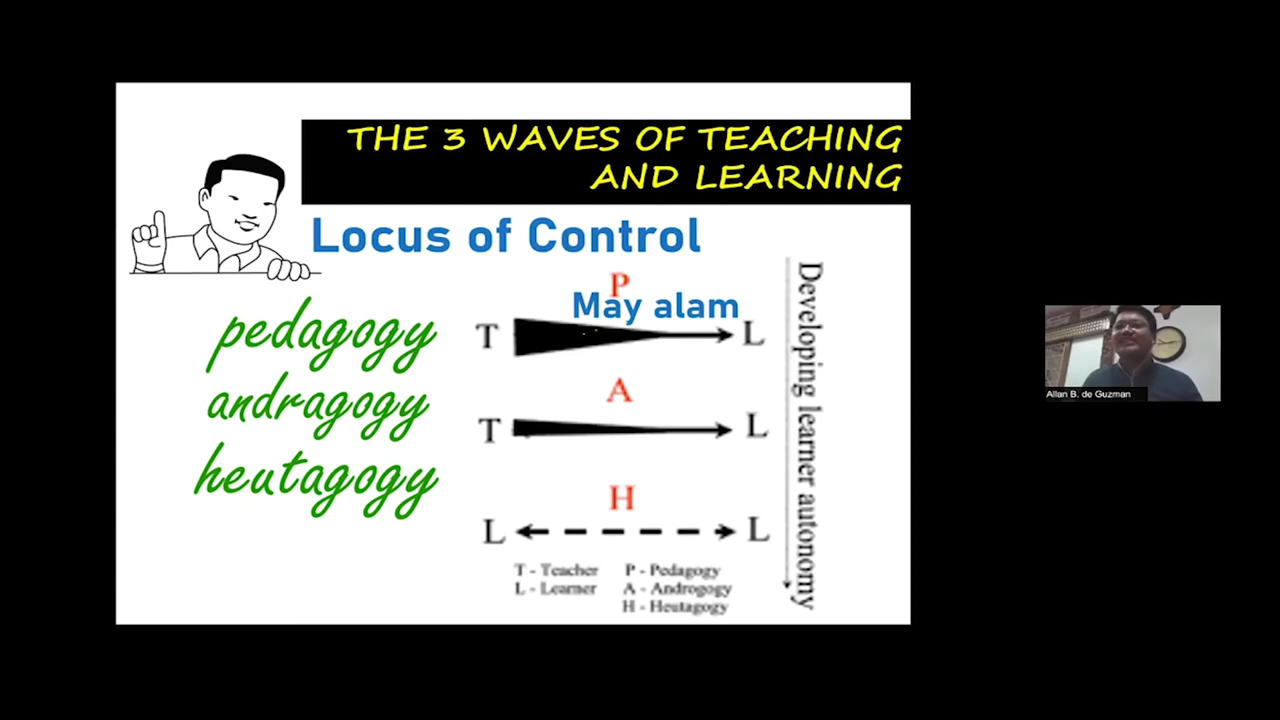 THE 3 WAVES OF TEACHING
AND LEARNING
Locus of Control
pedagogy
andragogy
heutagogy
P
May alam
T L
A
T L
H
L L
T - Teacher P - Pedagogy
L - Learner A - Androgogy
H - Heutagogy
Developing learner autonomy
Allan B. de Guzman